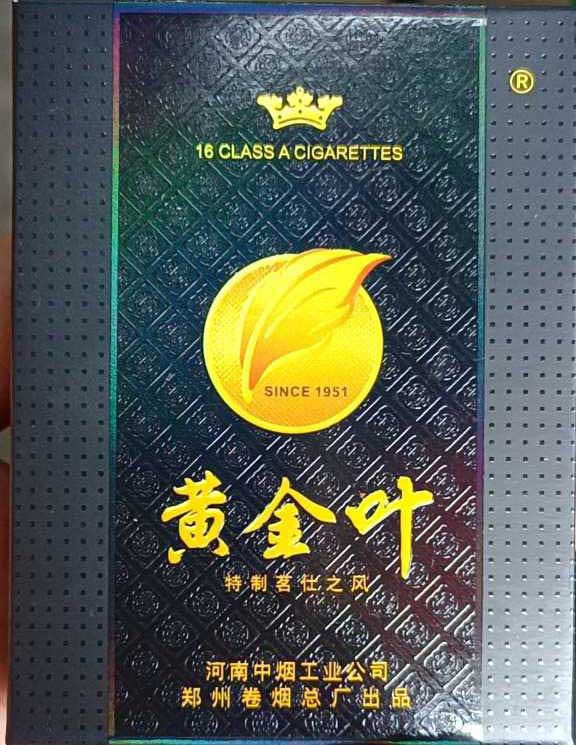 ®
16 CLASS A CIGARETTES
SINCE 1951
黄金叶
特制茗仕之风
河南中烟工业公司
郑州卷烟总厂出品